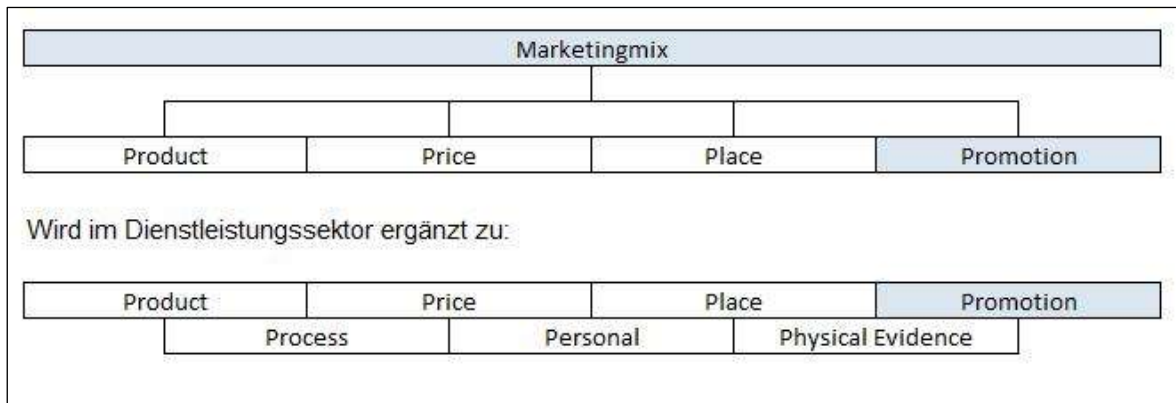 Marketingmix
Product Price Place Promotion
Wird im Dienstleistungssektor ergänzt zu:
Product Price Place Promotion
Process Personal Physical Evidence